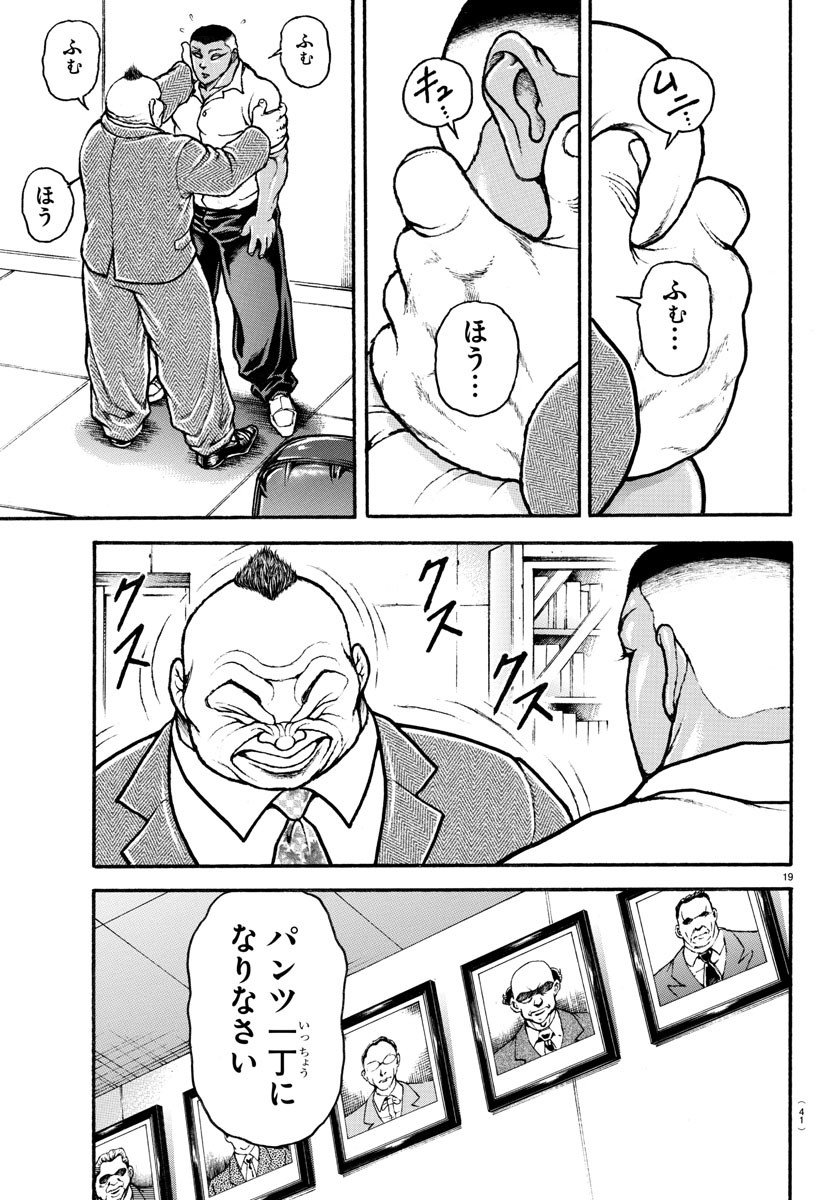 ムニ…
ふむ…
キュ…
ほう…
ふむ
ふむ
ほう
クス
クス
クス
19
パンツ一丁に
いっちょう
なりなさい
(41)